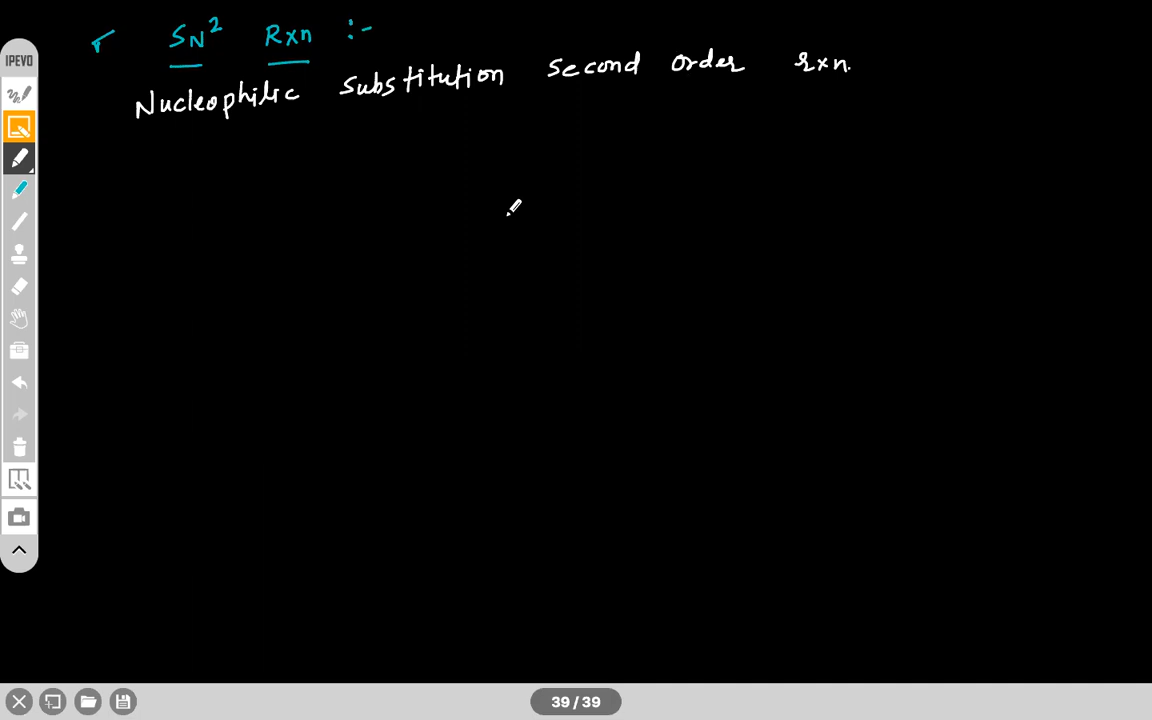 IPEVO
SN² Rxn :-
Nucleophilic substitution second order rxn.
39 / 39